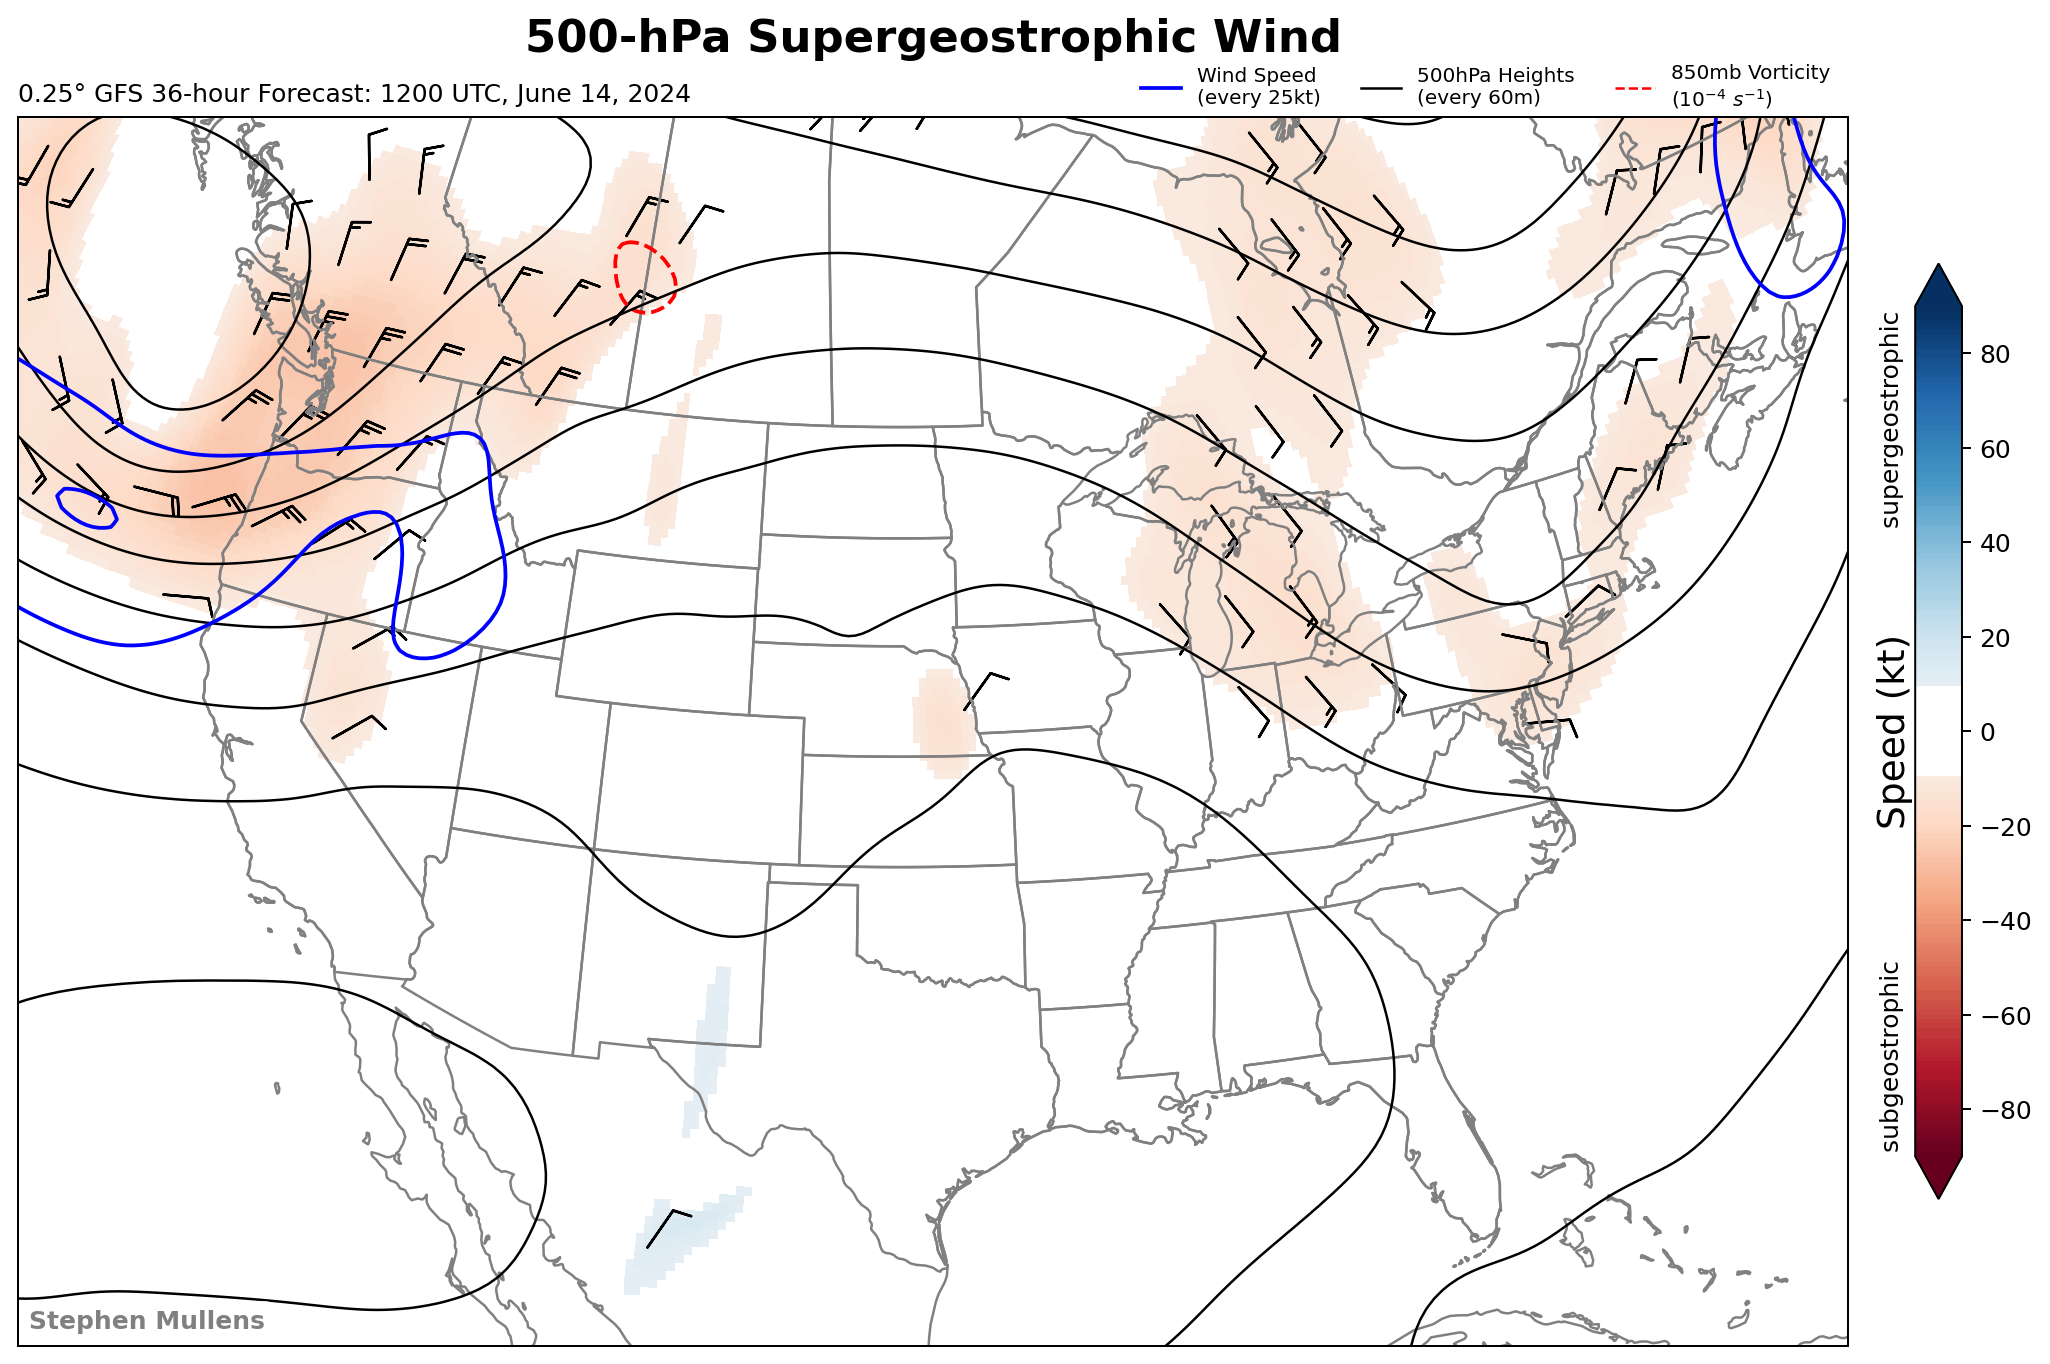 500-hPa Supergeostrophic Wind
0.25° GFS 36-hour Forecast: 1200 UTC, June 14, 2024
Wind Speed
(every 25kt)
500hPa Heights
(every 60m)
850mb Vorticity
(10⁻⁴ s⁻¹)
supergeostrophic
Speed (kt)
subgeostrophic
80
60
40
20
0
−20
−40
−60
−80
Stephen Mullens